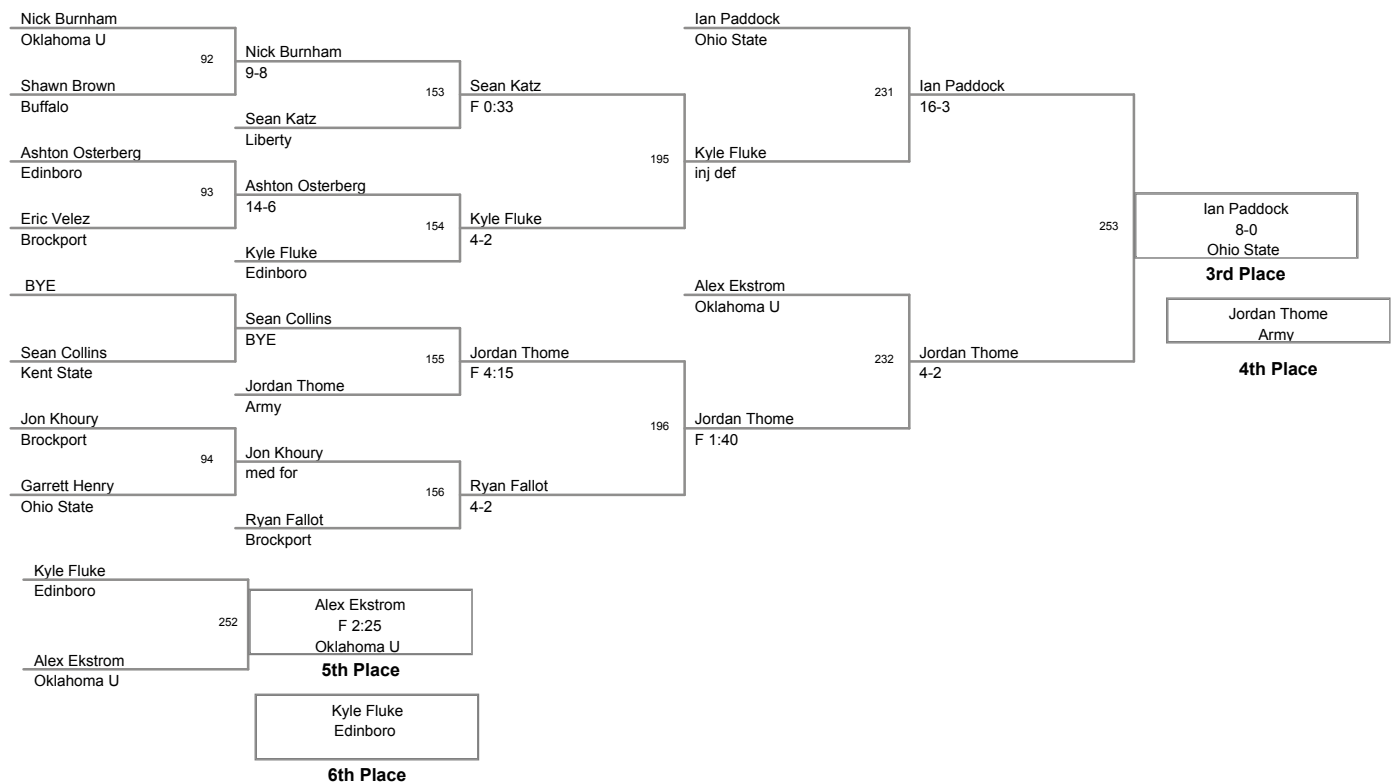 Nick Burnham
Oklahoma U
92
Shawn Brown
Buffalo
Nick Burnham
9-8
153
Sean Katz
Liberty
Ashton Osterberg
Edinboro
93
Eric Velez
Brockport
Ashton Osterberg
14-6
154
Kyle Fluke
Edinboro
BYE
Sean Collins
Kent State
Sean Collins
BYE
155
Jordan Thome
Army
Jon Khoury
Brockport
94
Garrett Henry
Ohio State
Jon Khoury
med for
156
Ryan Fallot
Brockport
Sean Katz
F 0:33
195
Kyle Fluke
4-2
Jordan Thome
F 4:15
196
Ryan Fallot
4-2
Ian Paddock
Ohio State
231
Kyle Fluke
inj def
Alex Ekstrom
Oklahoma U
232
Jordan Thome
F 1:40
Ian Paddock
16-3
253
Jordan Thome
4-2
Ian Paddock
8-0
Ohio State
3rd Place
Jordan Thome
Army
4th Place
Kyle Fluke
Edinboro
252
Alex Ekstrom
Oklahoma U
Alex Ekstrom
F 2:25
Oklahoma U
5th Place
Kyle Fluke
Edinboro
6th Place